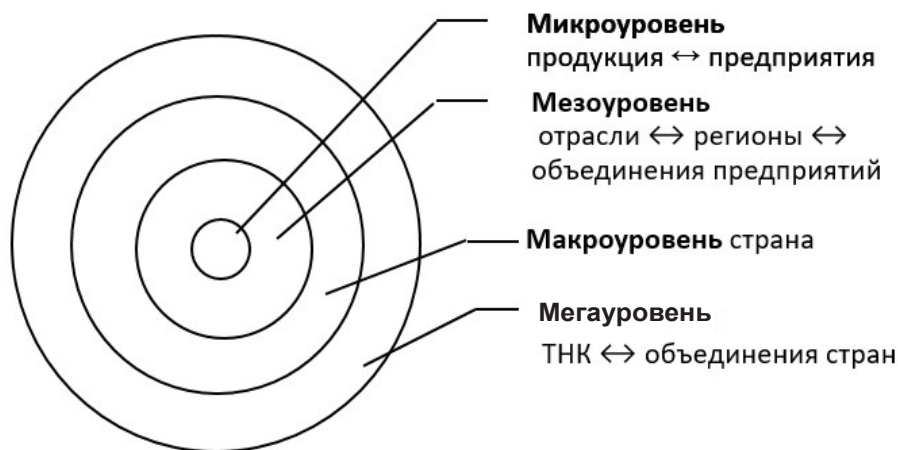 Микроуровень
продукция ↔ предприятия
Мезоуровень
отрасли ↔ регионы ↔
объединения предприятий
Макроуровень страна
Мегауровень
ТНК ↔ объединения стран